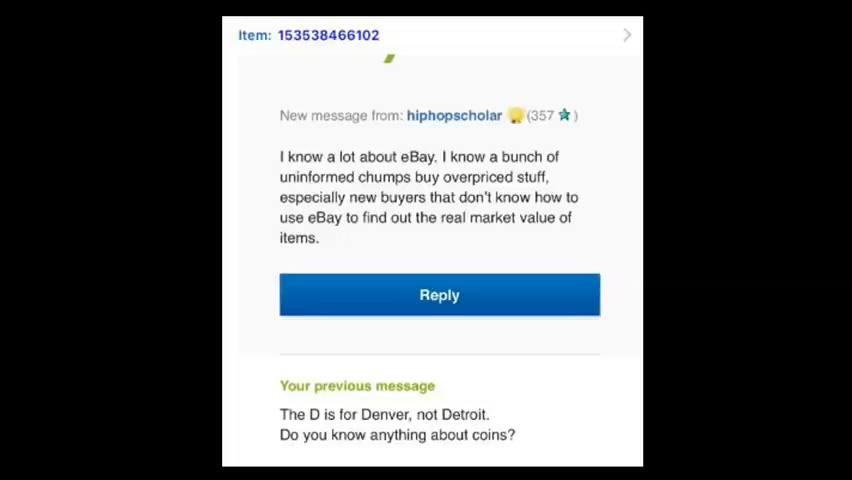 Item: 153538466102
New message from: hiphopscholar (357 )
I know a lot about eBay. I know a bunch of
uninformed chumps buy overpriced stuff,
especially new buyers that don't know how to
use eBay to find out the real market value of
items.
Reply
Your previous message
The D is for Denver, not Detroit.
Do you know anything about coins?